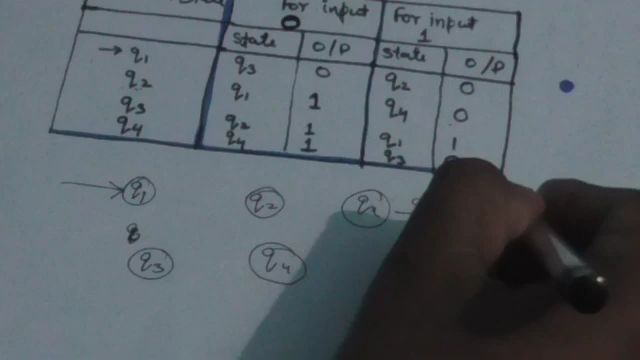 For input For input
0 1
state O/P state O/P
→ q1 q3 0 q2 0
q2 q1 1 q4 0
q3 q2 1 q1 1
q4 q4 1 q3
q1 q2
q3 q4